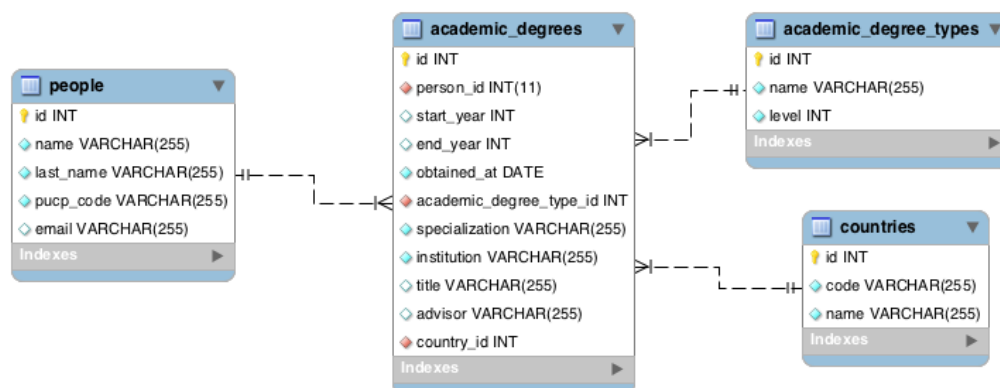 people
id INT
name VARCHAR(255)
last_name VARCHAR(255)
pucp_code VARCHAR(255)
email VARCHAR(255)
Indexes
academic_degrees
id INT
person_id INT(11)
start_year INT
end_year INT
obtained_at DATE
academic_degree_type_id INT
specialization VARCHAR(255)
institution VARCHAR(255)
title VARCHAR(255)
advisor VARCHAR(255)
country_id INT
Indexes
academic_degree_types
id INT
name VARCHAR(255)
level INT
Indexes
countries
id INT
code VARCHAR(255)
name VARCHAR(255)
Indexes